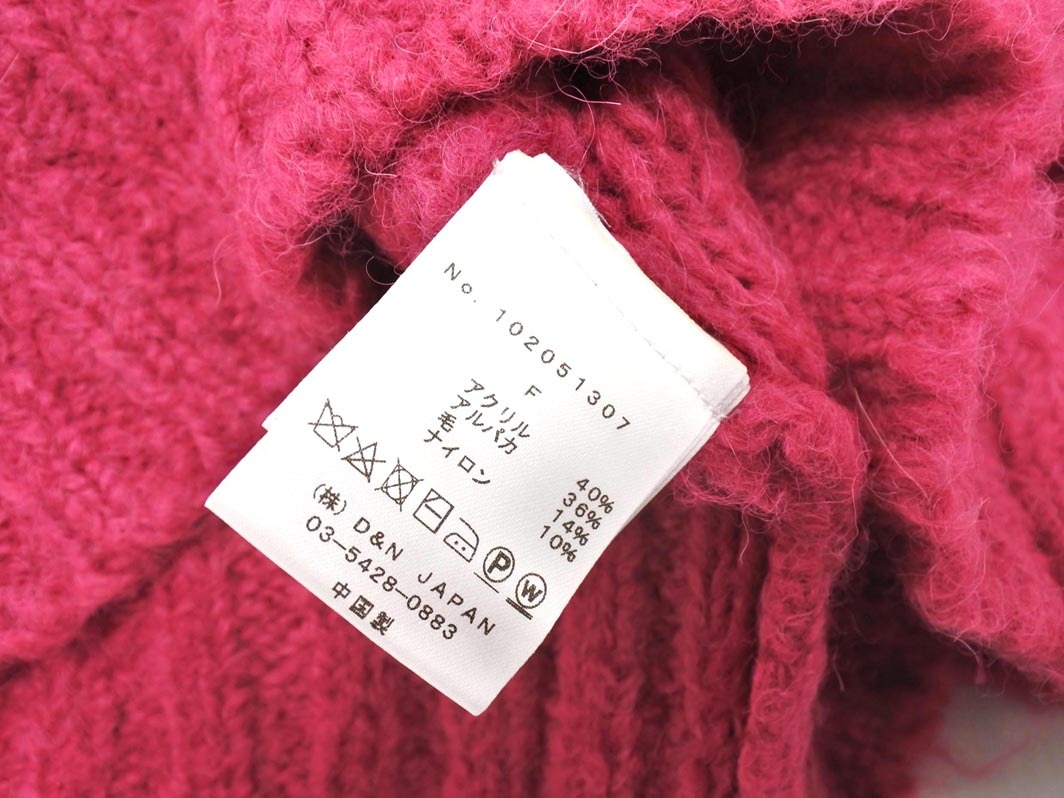 No. 102051307
F
アクリル 40%
アルパカ 36%
毛 14%
ナイロン 10%
P W
(株) D&N JAPAN
03-5428-0883
中国製